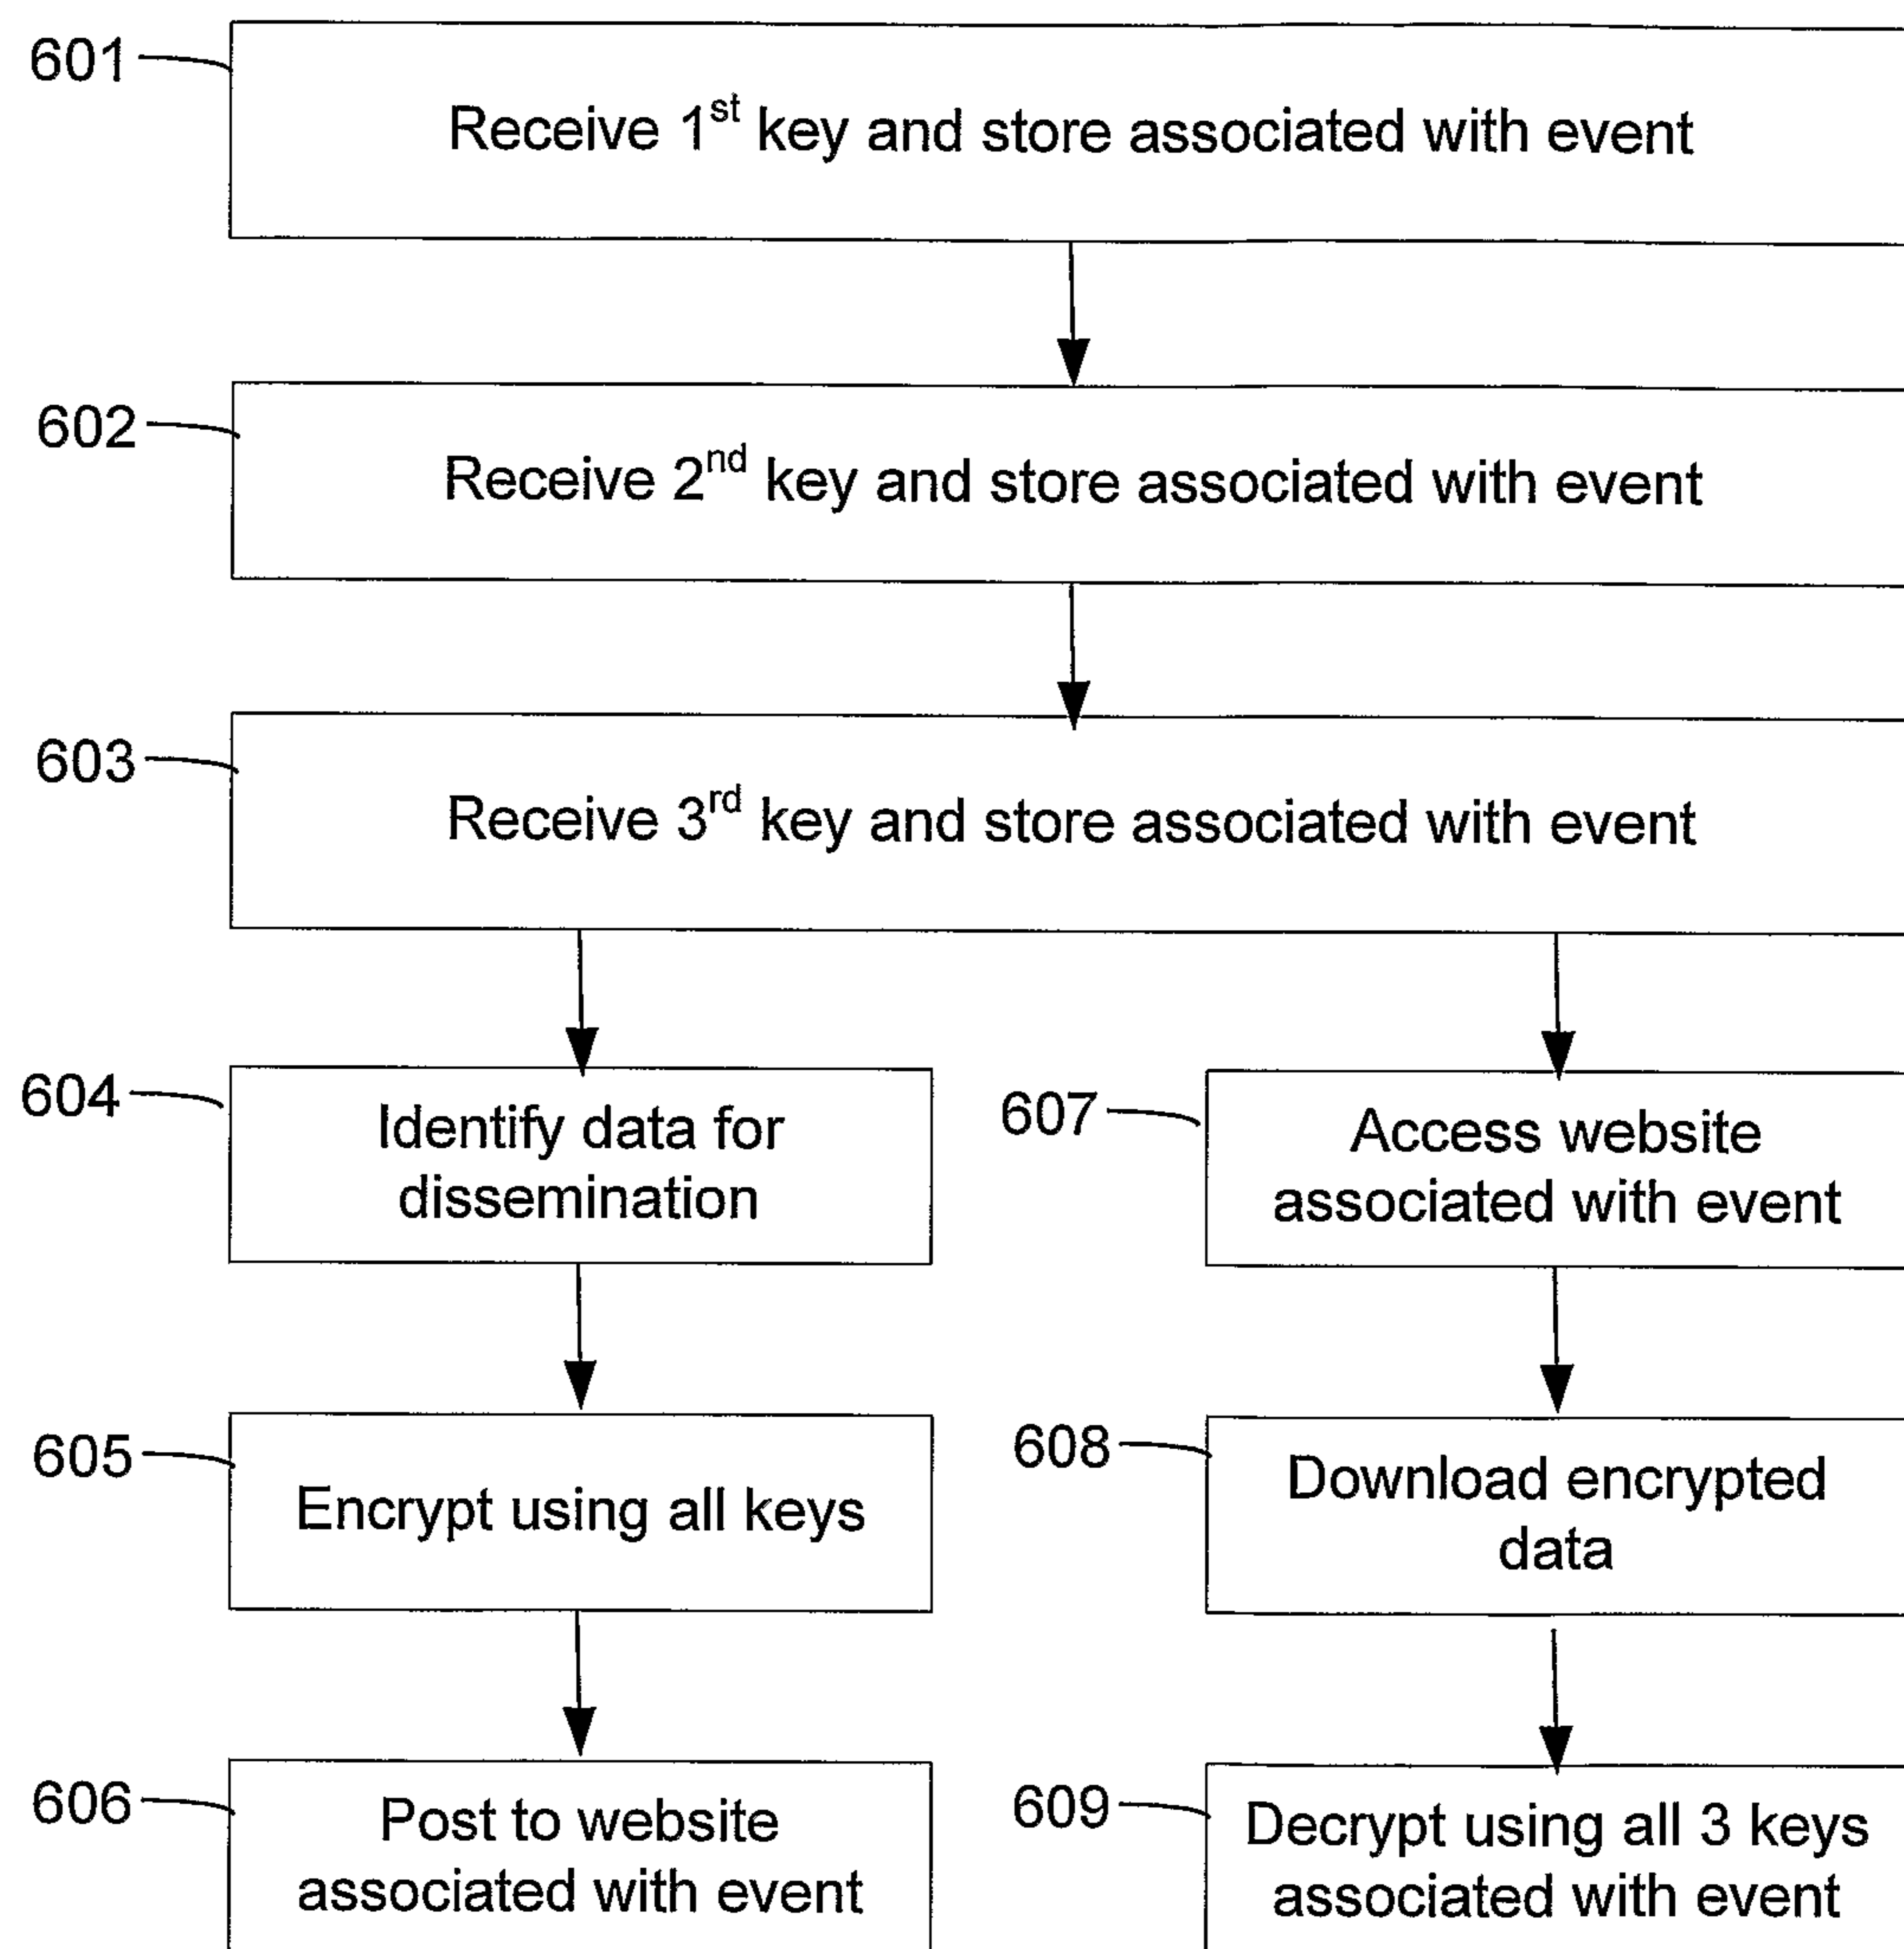 601
Receive 1st key and store associated with event
602
Receive 2nd key and store associated with event
603
Receive 3rd key and store associated with event
604
Identify data for
dissemination
605
Encrypt using all keys
606
Post to website
associated with event
607
Access website
associated with event
608
Download encrypted
data
609
Decrypt using all 3 keys
associated with event